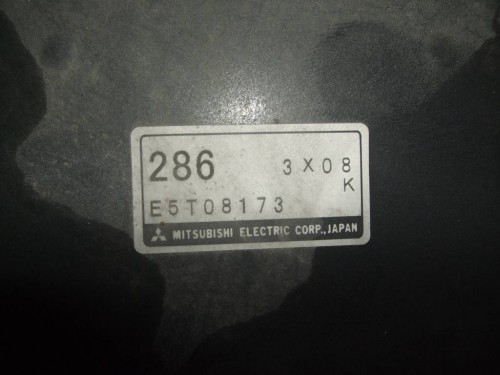 286 3X08
K
E5T08173
MITSUBISHI ELECTRIC CORP., JAPAN